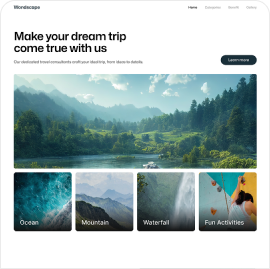 Wondscape
Home Categories Benefit Gallery
Make your dream trip
come true with us
Our dedicated travel consultants craft your ideal trip, from ideas to details.
Learn more
Ocean
Mountain
Waterfall
Fun Activities